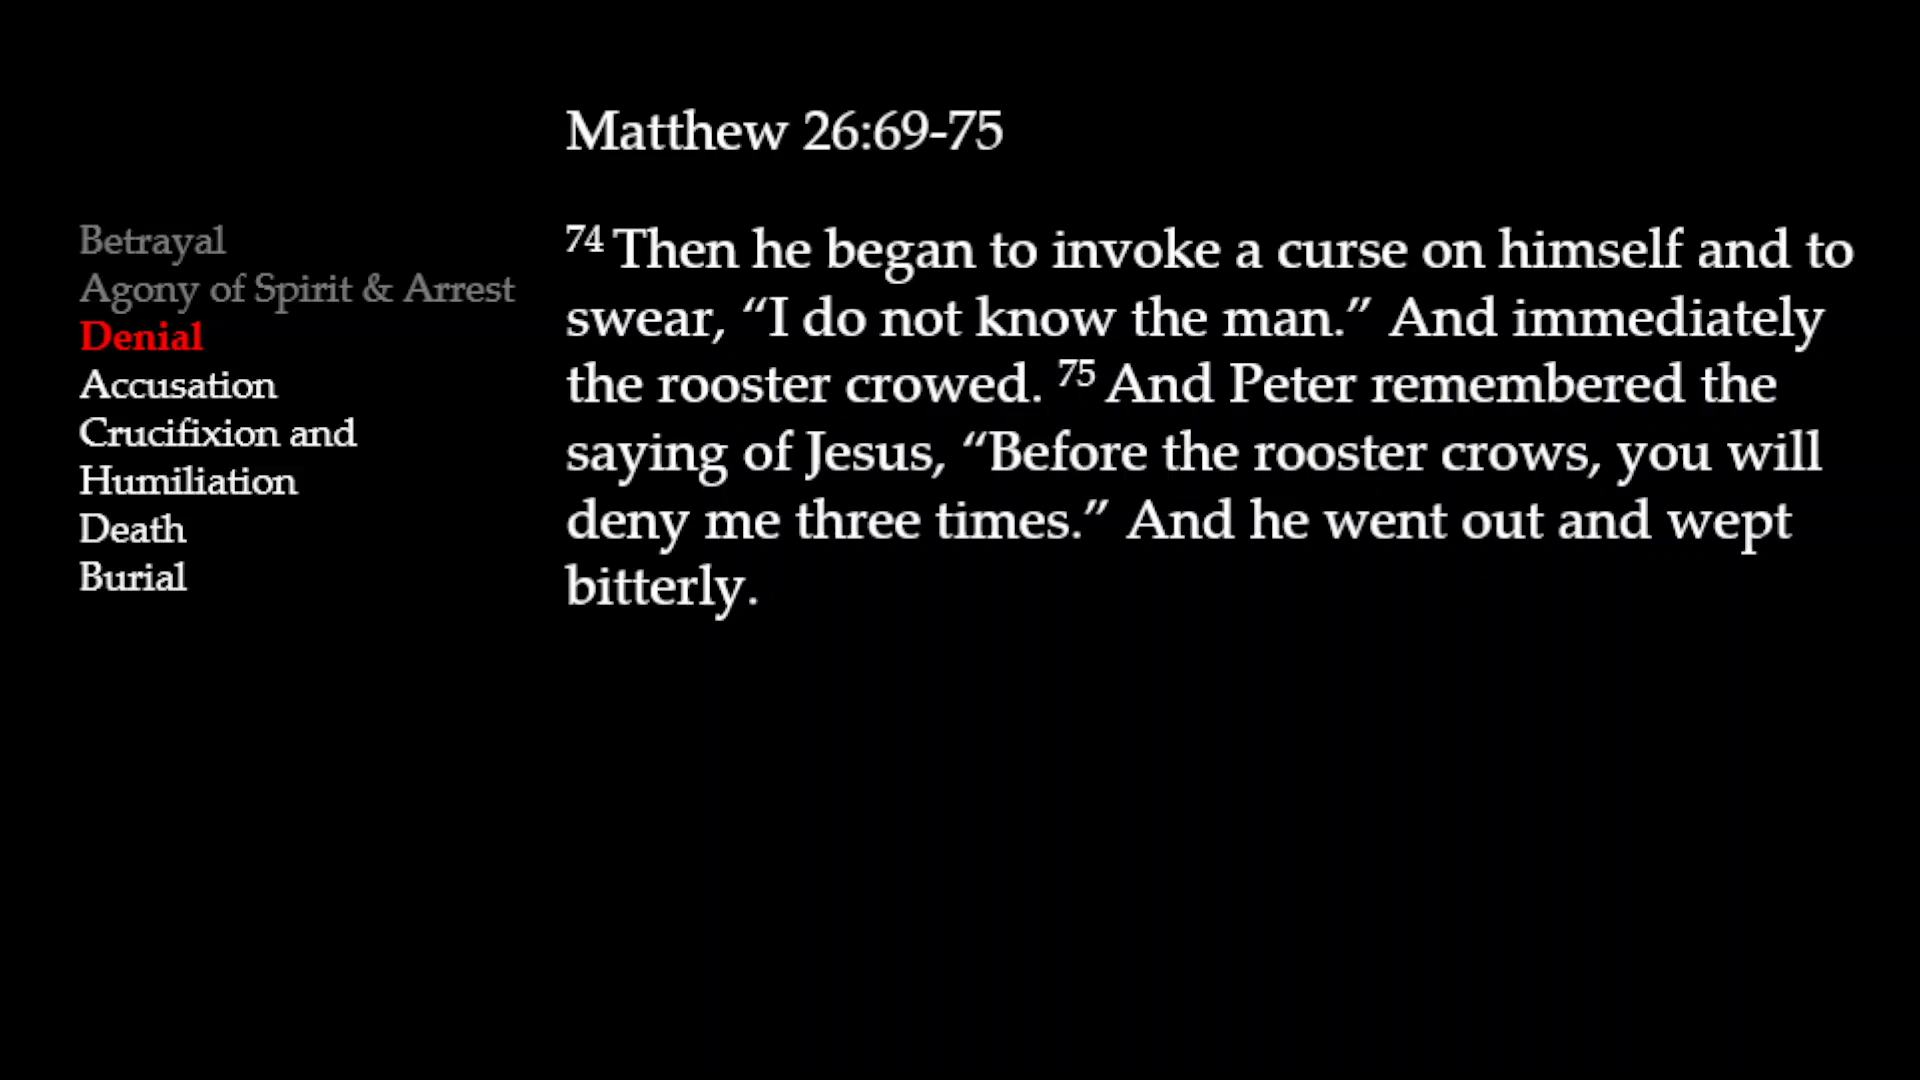 Matthew 26:69-75
Betrayal
Agony of Spirit & Arrest
Denial
Accusation
Crucifixion and
Humiliation
Death
Burial
74 Then he began to invoke a curse on himself and to
swear, “I do not know the man.” And immediately
the rooster crowed. 75 And Peter remembered the
saying of Jesus, “Before the rooster crows, you will
deny me three times.” And he went out and wept
bitterly.